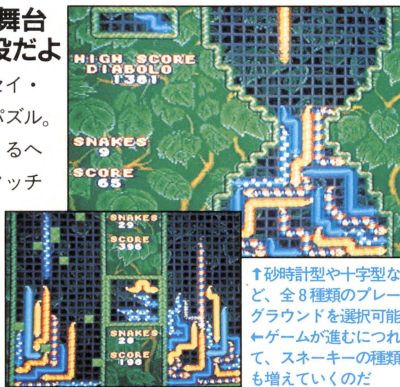 舞台
役だよ
セイ・
パズル。
るへ
ッチ
HIGH SCORE
DIABOLO
1381
SNAKES
9
SCORE
65
SNAKES
29
SCORE
396
SNAKES
28
SCORE
190
↑砂時計型や十字型な
ど、全8種類のプレー
グラウンドを選択可能
←ゲームが進むにつれ
て、スネーキーの種類
も増えていくのだ